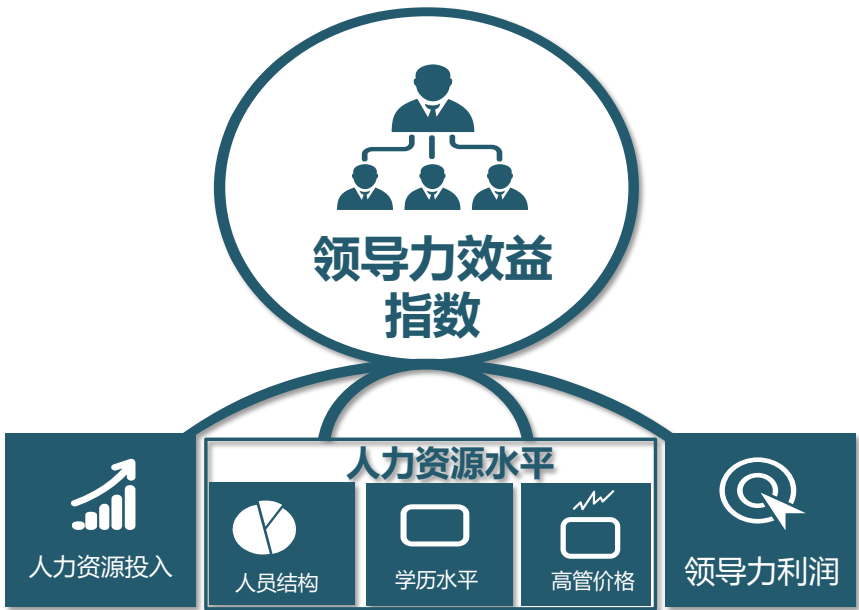 领导力效益
指数
人力资源水平
人力资源投入
人员结构
学历水平
高管价格
领导力利润